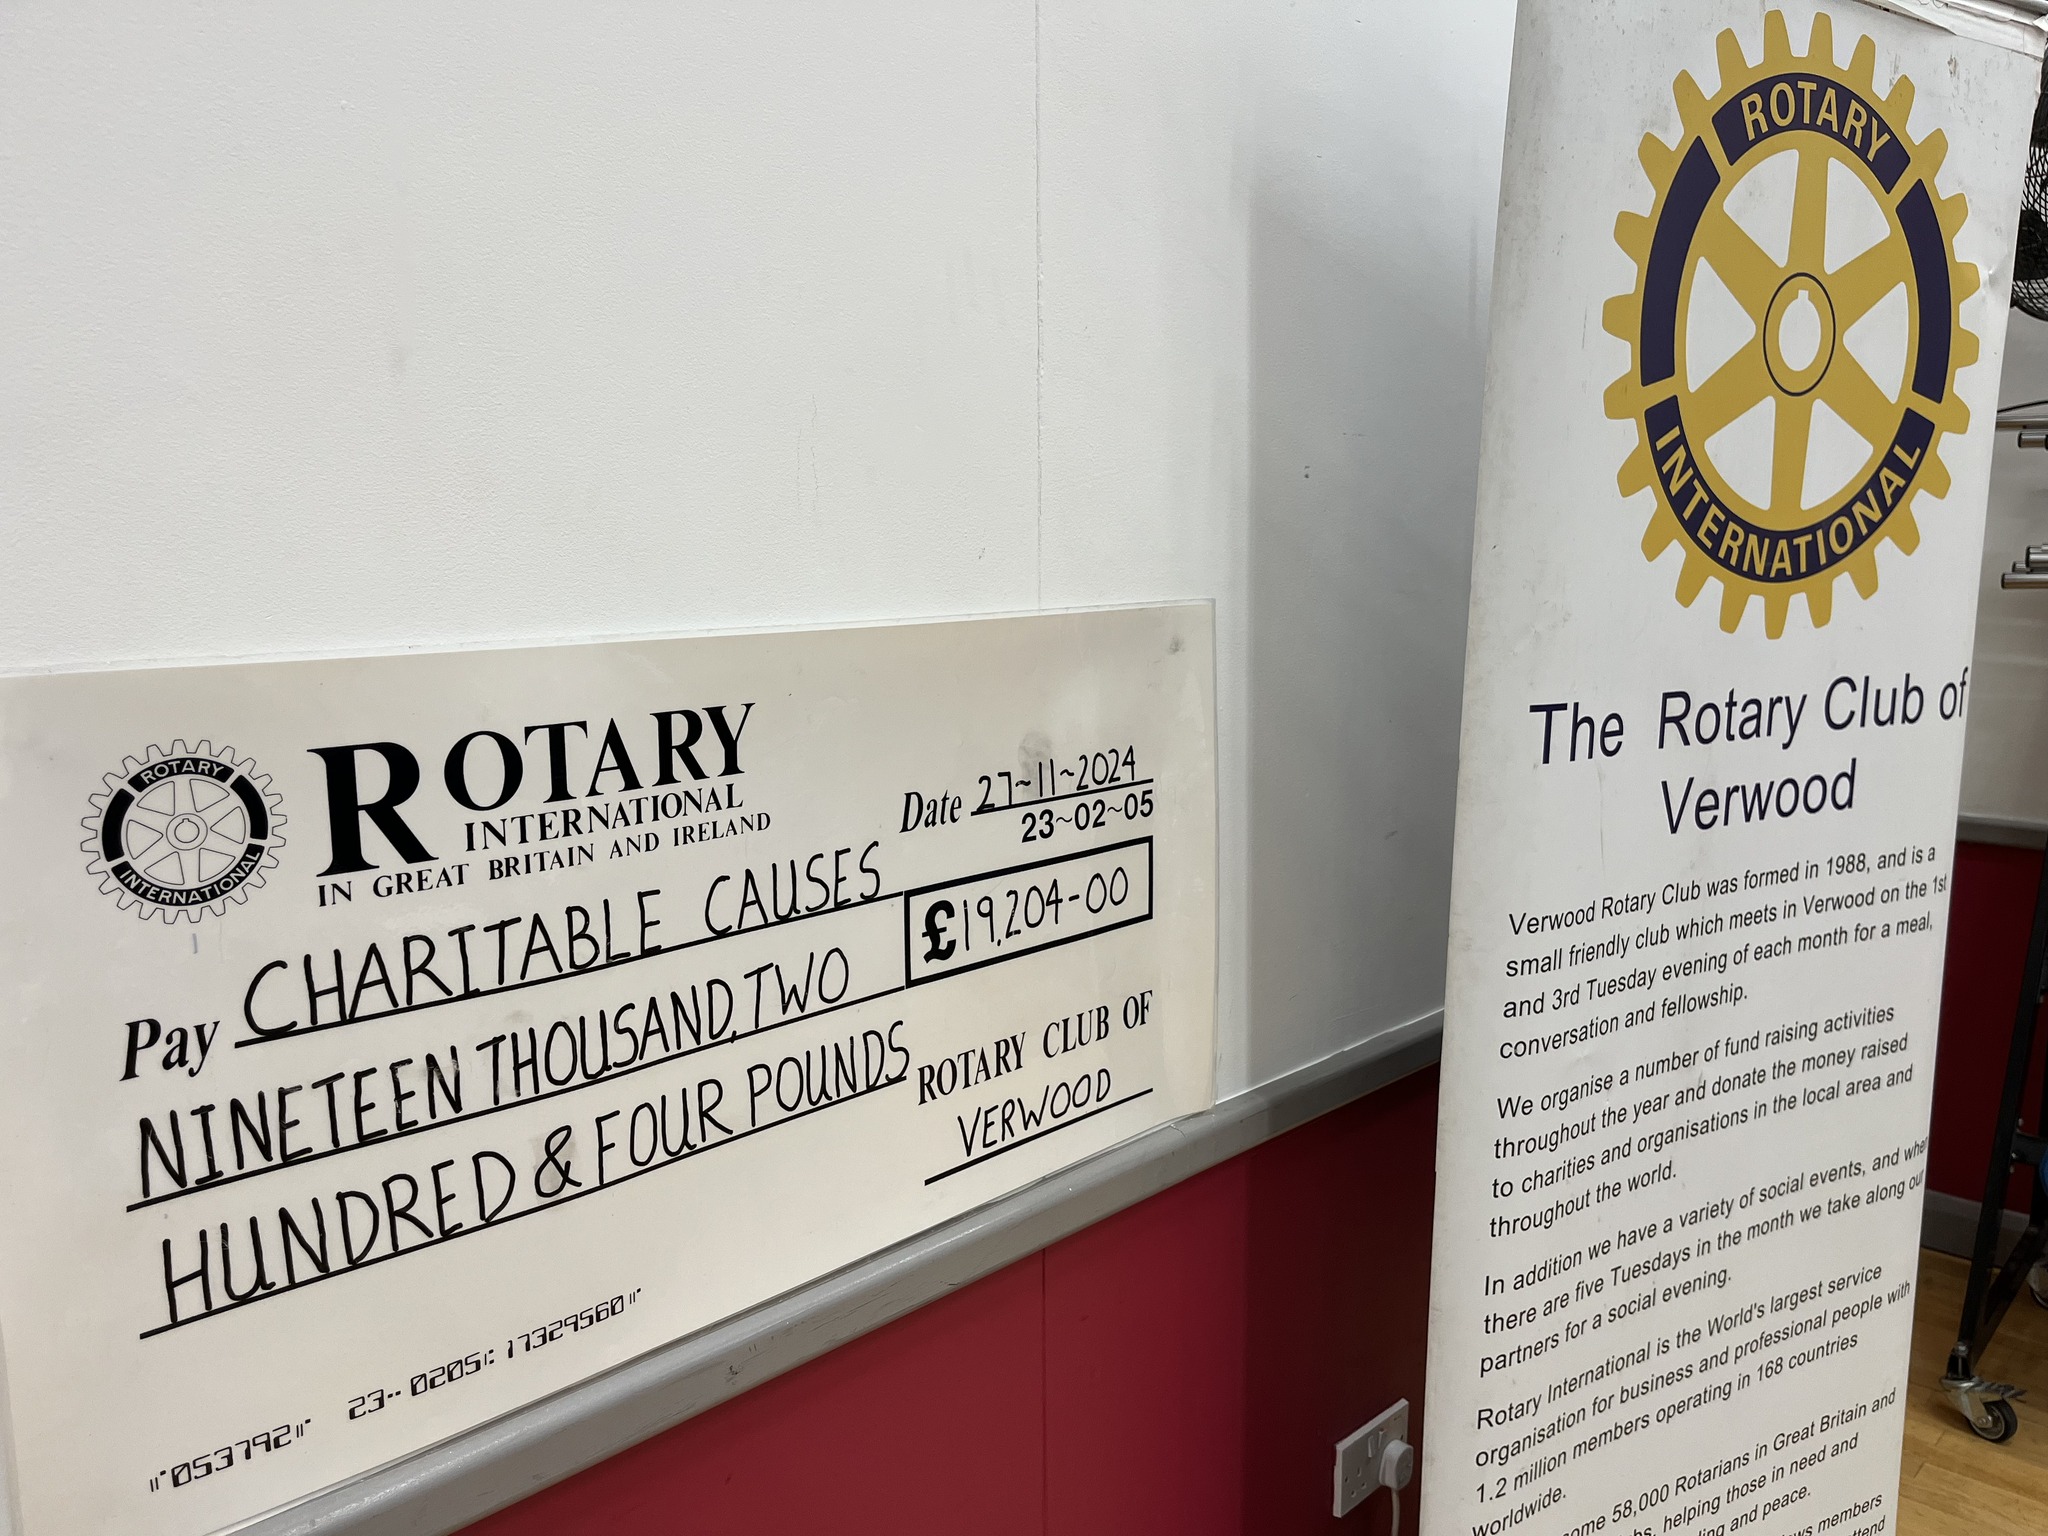 ROTARY
INTERNATIONAL
ROTARY
INTERNATIONAL
IN GREAT BRITAIN AND IRELAND
Date 27~11~2024
23~02~05
Pay CHARITABLE CAUSES
£19,204-00
NINETEEN THOUSAND, TWO
HUNDRED & FOUR POUNDS
ROTARY CLUB OF
VERWOOD
⑈053792⑈ 23⑉0205⑆ 17329560⑈
ROTARY
INTERNATIONAL
The Rotary Club of
Verwood
Verwood Rotary Club was formed in 1988, and is a
small friendly club which meets in Verwood on the 1st
and 3rd Tuesday evening of each month for a meal,
conversation and fellowship.
We organise a number of fund raising activities
throughout the year and donate the money raised
to charities and organisations in the local area and
throughout the world.
In addition we have a variety of social events, and when
there are five Tuesdays in the month we take along our
partners for a social evening.
Rotary International is the World's largest service
organisation for business and professional people with
1.2 million members operating in 168 countries
worldwide.
58,000 Rotarians in Great Britain and
helping those in need and
and peace.
members